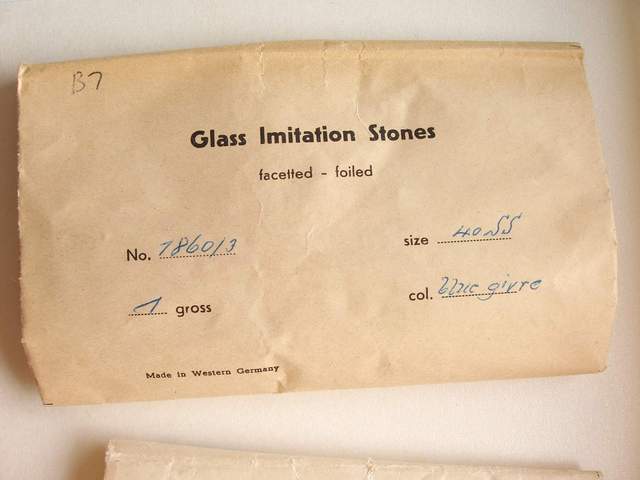 B7
Glass Imitation Stones
facetted - foiled
No. 7860/3
size 40 SS
1 gross
col. blue givre
Made in Western Germany